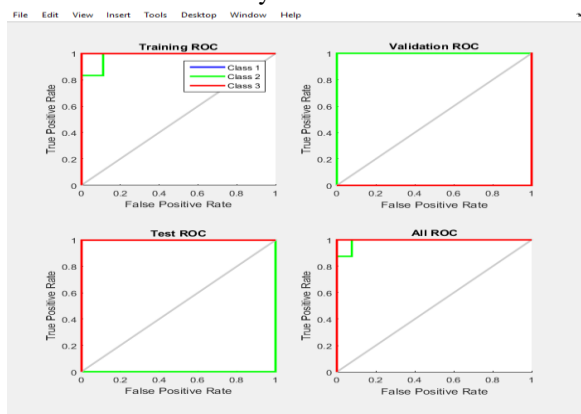 File Edit View Insert Tools Desktop Window Help
Training ROC
Class 1
Class 2
Class 3
True Positive Rate
0
0.2
0.4
0.6
0.8
1
0 0.2 0.4 0.6 0.8 1
False Positive Rate
Validation ROC
True Positive Rate
0
0.2
0.4
0.6
0.8
1
0 0.2 0.4 0.6 0.8 1
False Positive Rate
Test ROC
True Positive Rate
0
0.2
0.4
0.6
0.8
1
0 0.2 0.4 0.6 0.8 1
False Positive Rate
All ROC
True Positive Rate
0
0.2
0.4
0.6
0.8
1
0 0.2 0.4 0.6 0.8 1
False Positive Rate